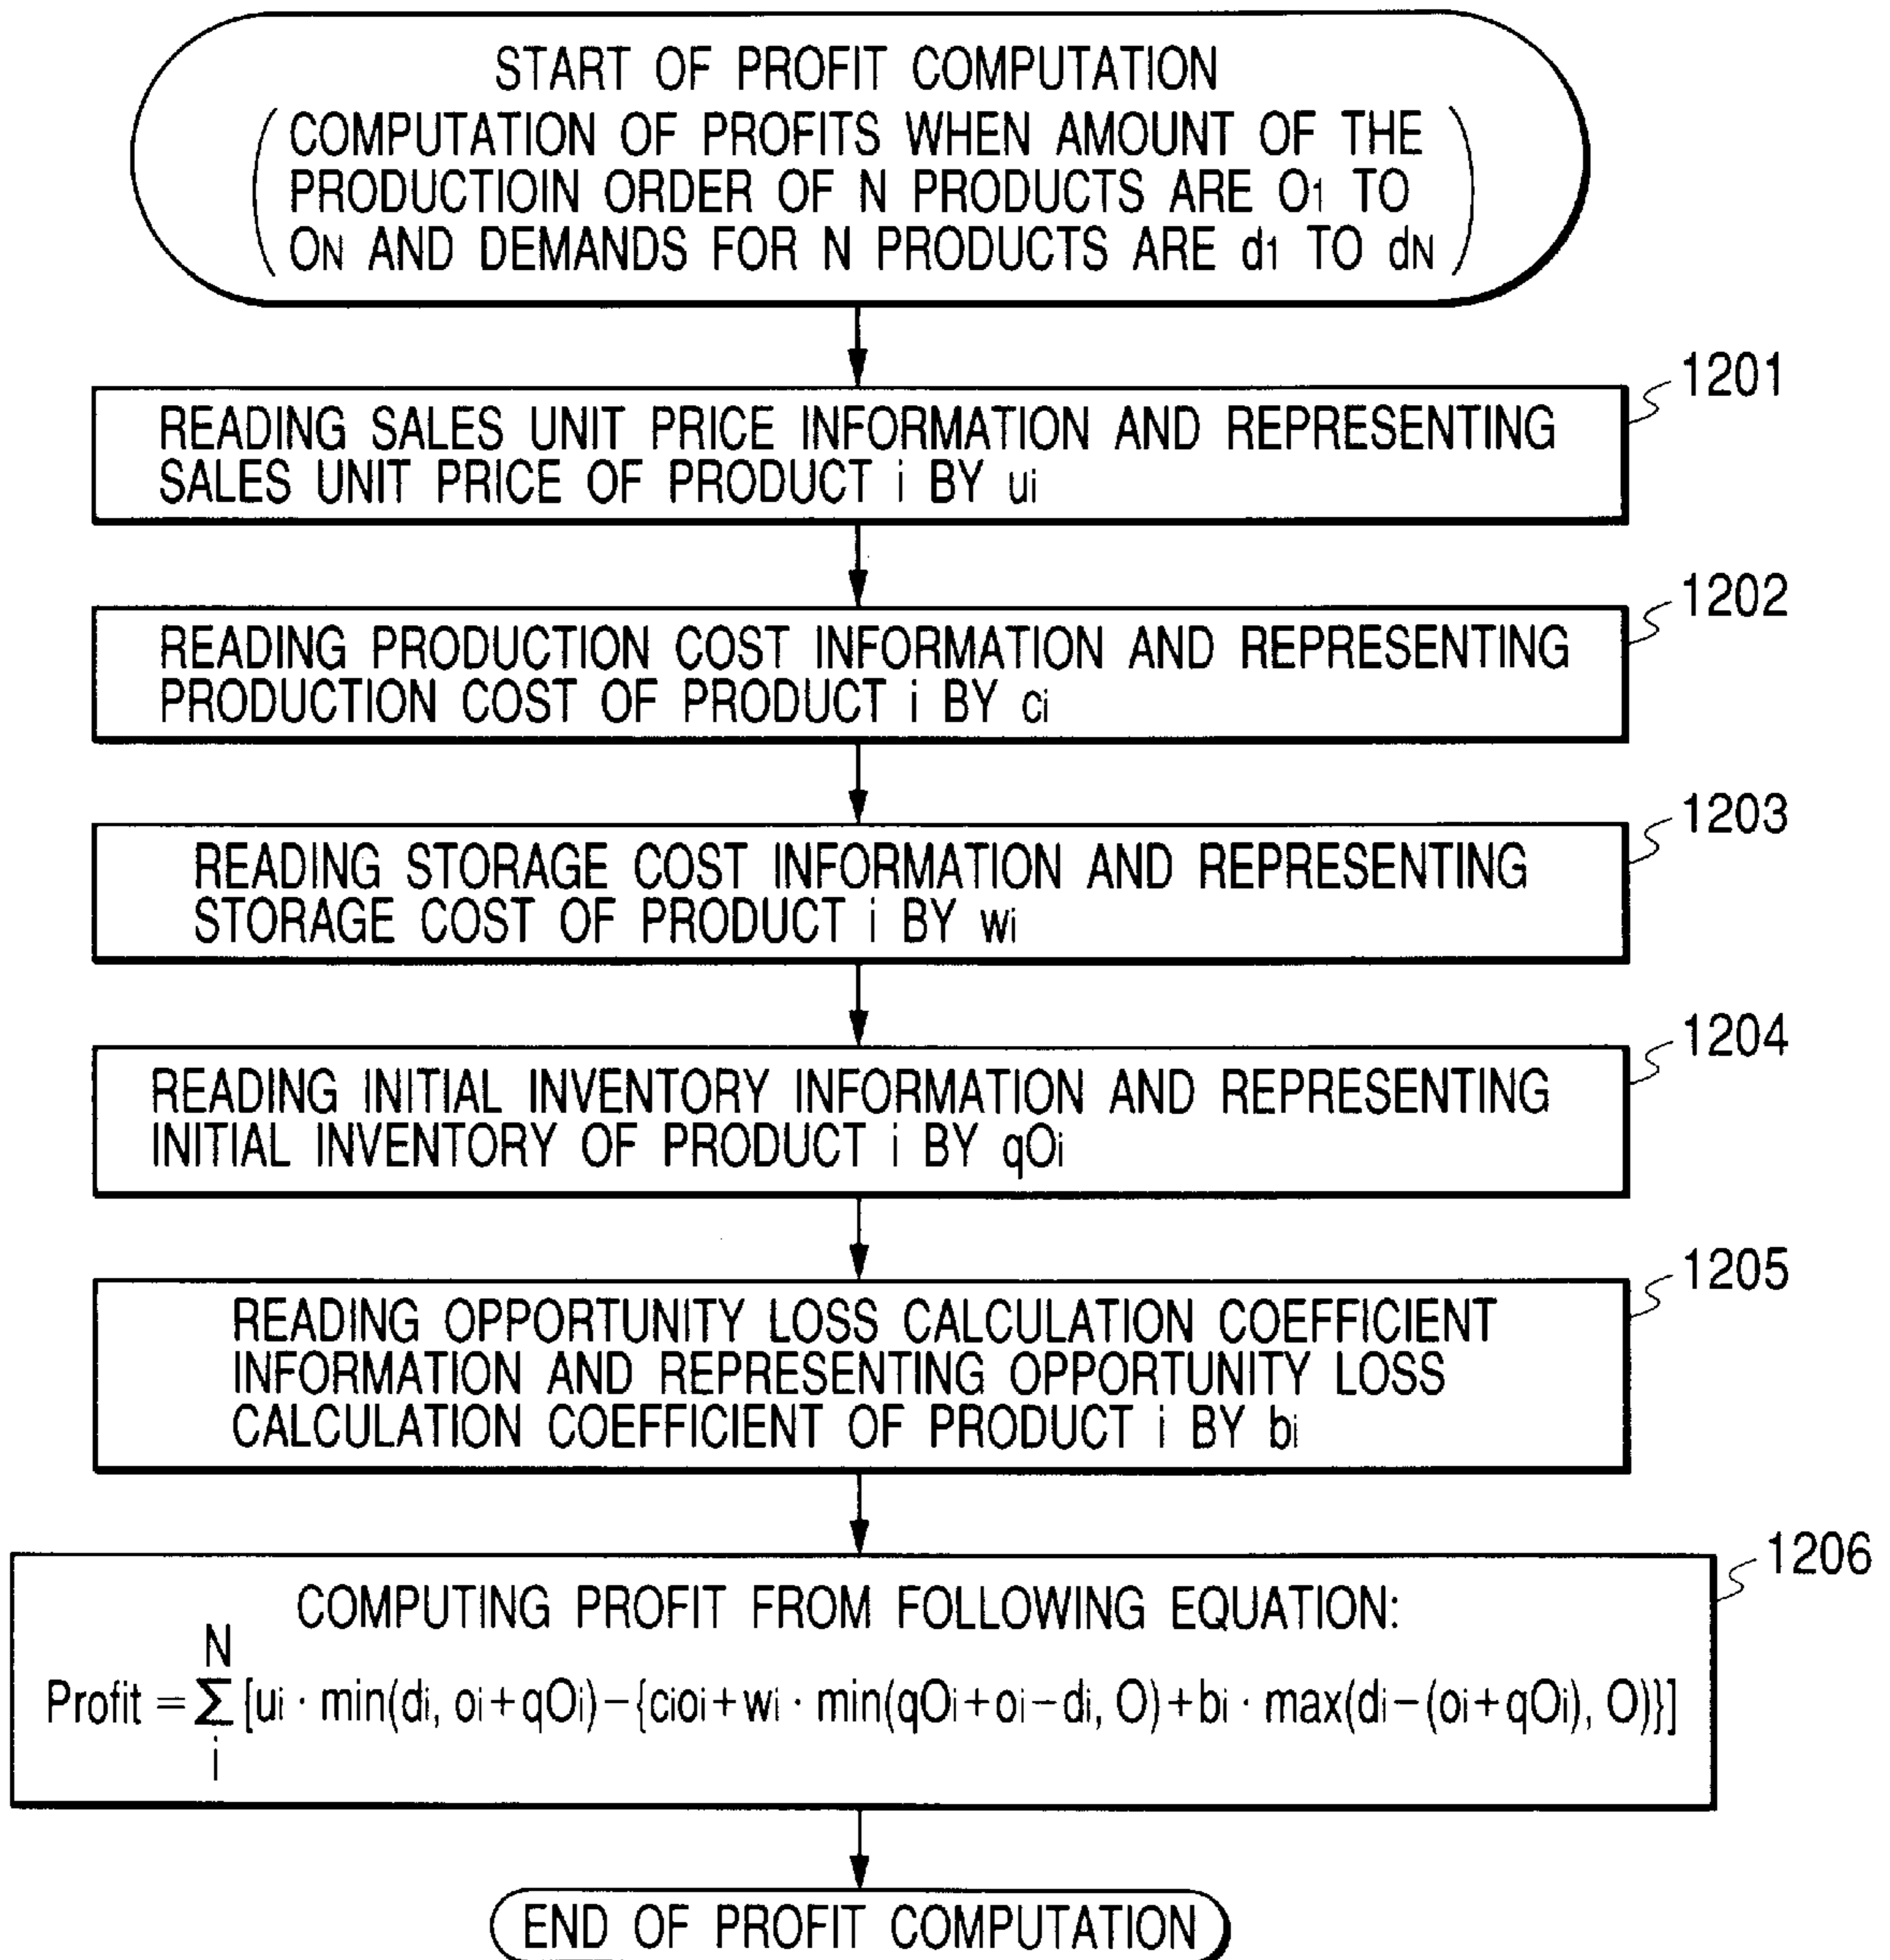 START OF PROFIT COMPUTATION
COMPUTATION OF PROFITS WHEN AMOUNT OF THE
PRODUCTIOIN ORDER OF N PRODUCTS ARE O1 TO
ON AND DEMANDS FOR N PRODUCTS ARE d1 TO dN
1201
READING SALES UNIT PRICE INFORMATION AND REPRESENTING
SALES UNIT PRICE OF PRODUCT i BY ui
1202
READING PRODUCTION COST INFORMATION AND REPRESENTING
PRODUCTION COST OF PRODUCT i BY ci
1203
READING STORAGE COST INFORMATION AND REPRESENTING
STORAGE COST OF PRODUCT i BY wi
1204
READING INITIAL INVENTORY INFORMATION AND REPRESENTING
INITIAL INVENTORY OF PRODUCT i BY qOi
1205
READING OPPORTUNITY LOSS CALCULATION COEFFICIENT
INFORMATION AND REPRESENTING OPPORTUNITY LOSS
CALCULATION COEFFICIENT OF PRODUCT i BY bi
1206
COMPUTING PROFIT FROM FOLLOWING EQUATION:
N
Profit = Σ [ui · min(di, oi+qOi)−{cioi+wi · min(qOi+oi−di, O)+bi · max(di−(oi+qOi), O)}]
i
END OF PROFIT COMPUTATION